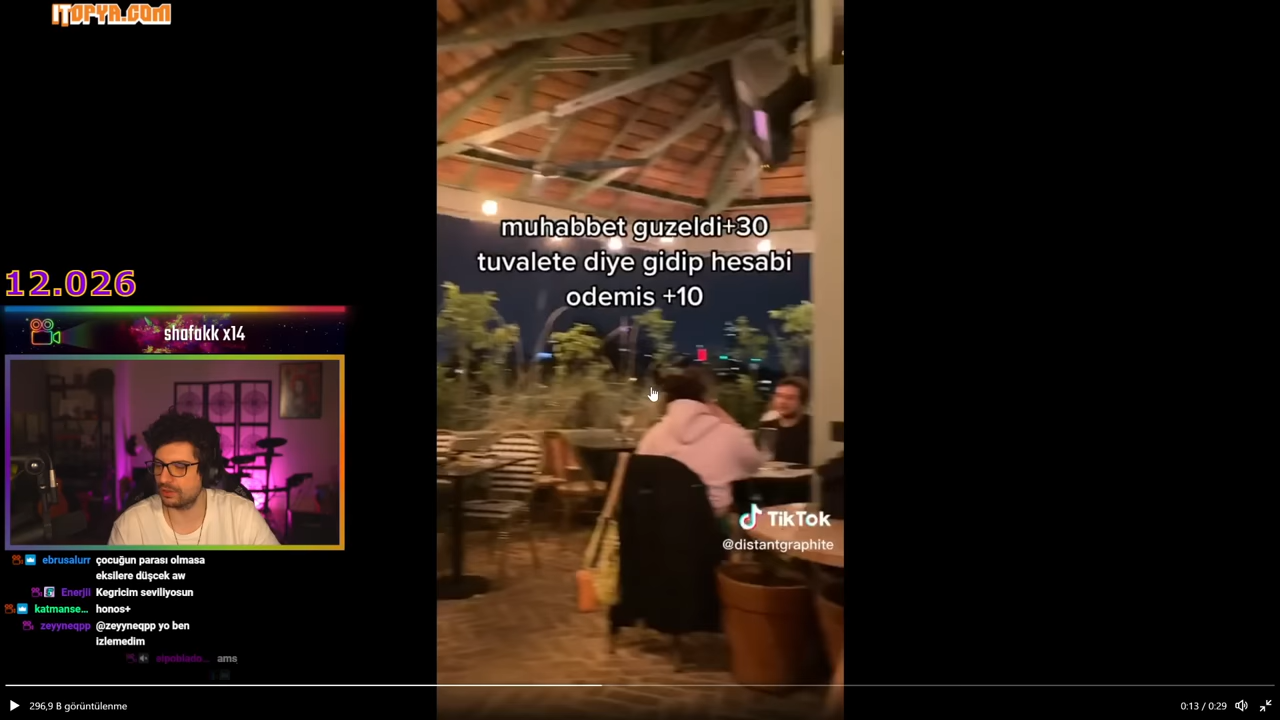 ITOPYA.COM
muhabbet guzeldi+30
tuvalete diye gidip hesabi
odemis +10
12.026
shafakk x14
TikTok
@distantgraphite
ebrusalurr çocuğun parası olmasa
eksilere düşcek aw
Enerjii Kegricim seviliyosun
katmanse... honos+
zeyyneqpp @zeyyneqpp yo ben
izlemedim
ams
296,9 B görüntülenme
0:13 / 0:29